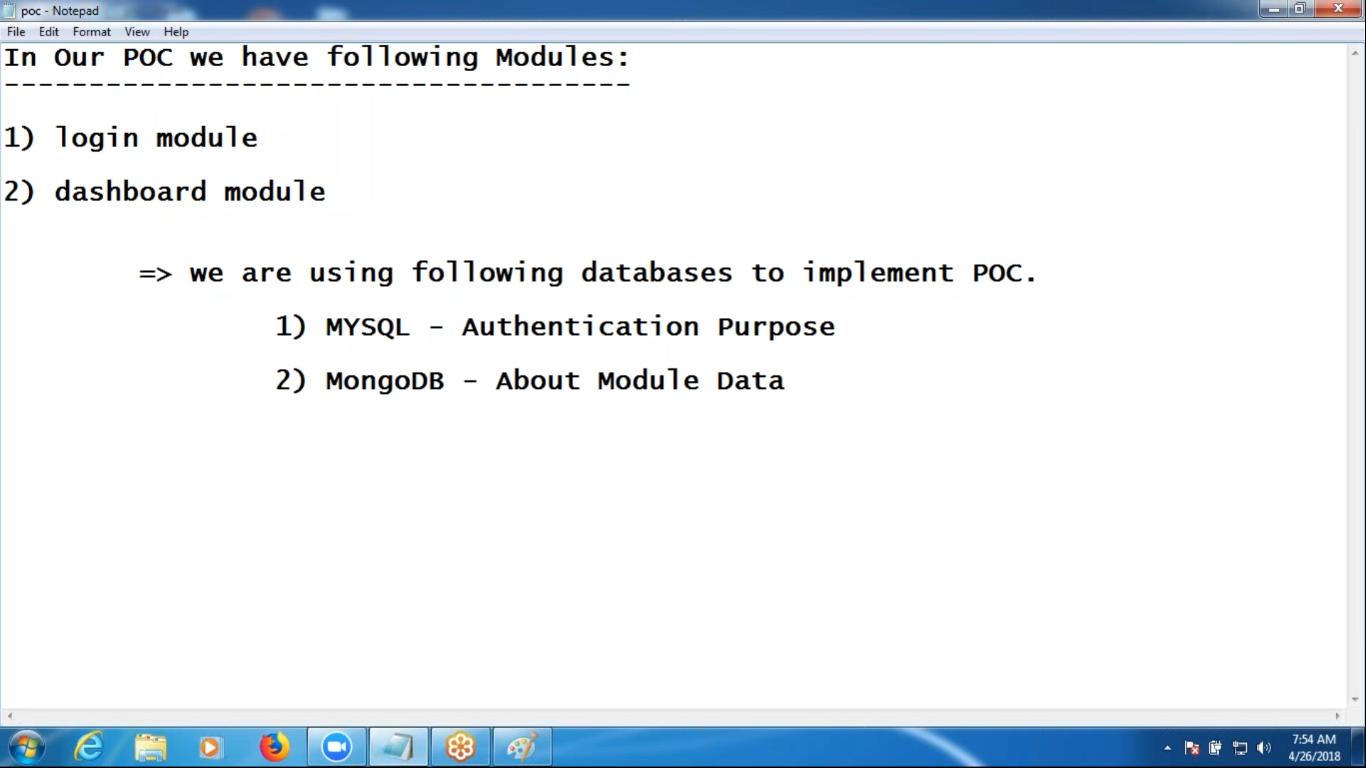 poc - Notepad
File Edit Format View Help
In Our POC we have following Modules:
-------------------------------------
1) login module
2) dashboard module
=> we are using following databases to implement POC.
1) MYSQL - Authentication Purpose
2) MongoDB - About Module Data
7:54 AM
4/26/2018